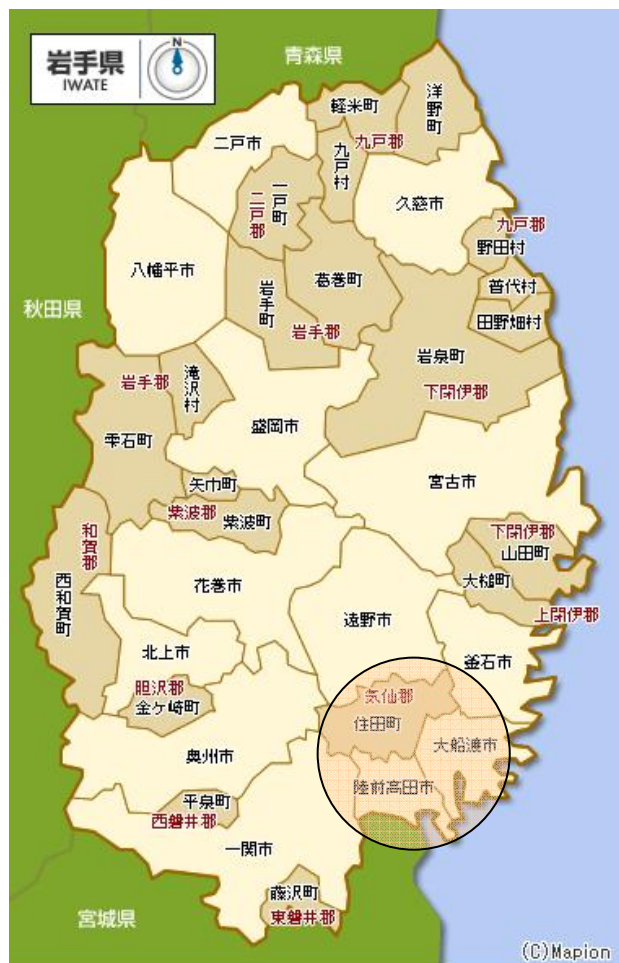 岩手県
IWATE
N
青森県
軽米町
洋野町
九戸郡
二戸市
九戸村
一戸町
二戸郡
久慈市
九戸郡
野田村
八幡平市
葛巻町
普代村
岩手町
秋田県
田野畑村
岩手郡
岩泉町
岩手郡
滝沢村
下閉伊郡
雫石町
盛岡市
矢巾町
宮古市
紫波郡
紫波町
和賀郡
下閉伊郡
山田町
西和賀町
花巻市
大槌町
遠野市
上閉伊郡
北上市
釜石市
胆沢郡
金ヶ崎町
気仙郡
住田町
大船渡市
奥州市
陸前高田市
平泉町
西磐井郡
一関市
藤沢町
東磐井郡
宮城県
(C)Mapion